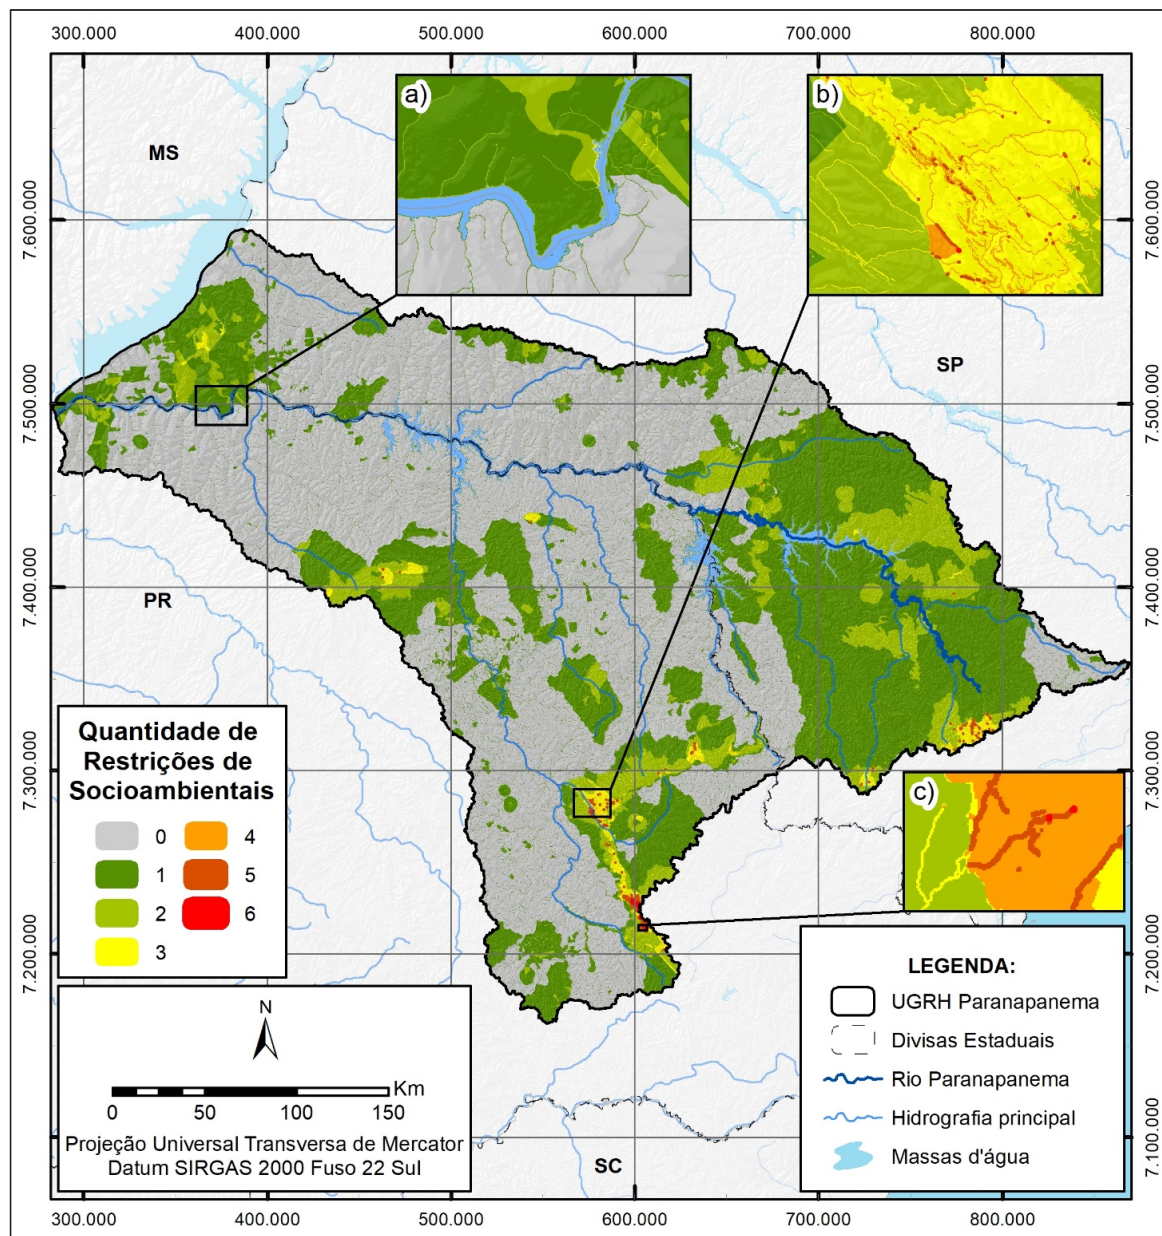 300.000
400.000
500.000
600.000
700.000
800.000
a)
b)
MS
7.600.000
7.600.000
SP
7.500.000
7.500.000
7.400.000
7.400.000
PR
Quantidade de
Restrições de
Socioambientais
0
4
1
5
2
6
3
7.300.000
7.300.000
c)
7.200.000
7.200.000
LEGENDA:
UGRH Paranapanema
Divisas Estaduais
Rio Paranapanema
Hidrografia principal
Massas d'água
N
Km
0
50
100
150
Projeção Universal Transversa de Mercator
Datum SIRGAS 2000 Fuso 22 Sul
7.100.000
SC
300.000
400.000
500.000
600.000
700.000
800.000